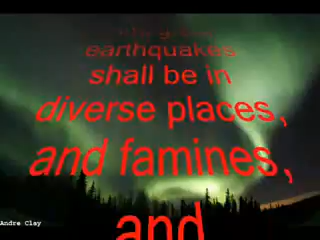 earthquakes
shall be in
diverse places,
and famines,
and
Andre Clay